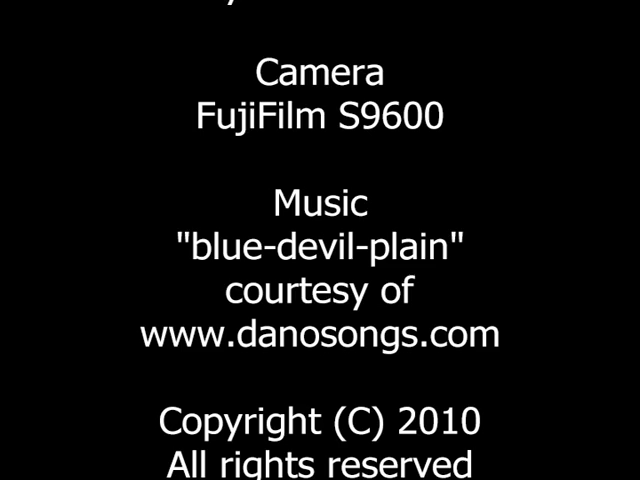 Camera
FujiFilm S9600
Music
"blue-devil-plain"
courtesy of
www.danosongs.com
Copyright (C) 2010
All rights reserved